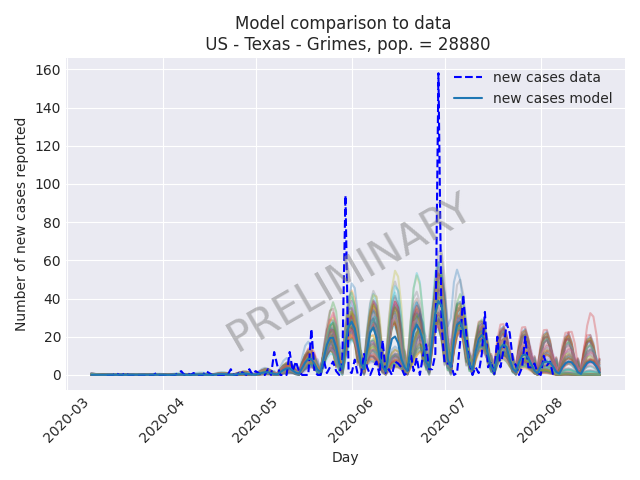 Model comparison to data
US - Texas - Grimes, pop. = 28880
160
140
120
100
80
60
40
20
0
Number of new cases reported
new cases data
new cases model
PRELIMINARY
2020-03
2020-04
2020-05
2020-06
2020-07
2020-08
Day